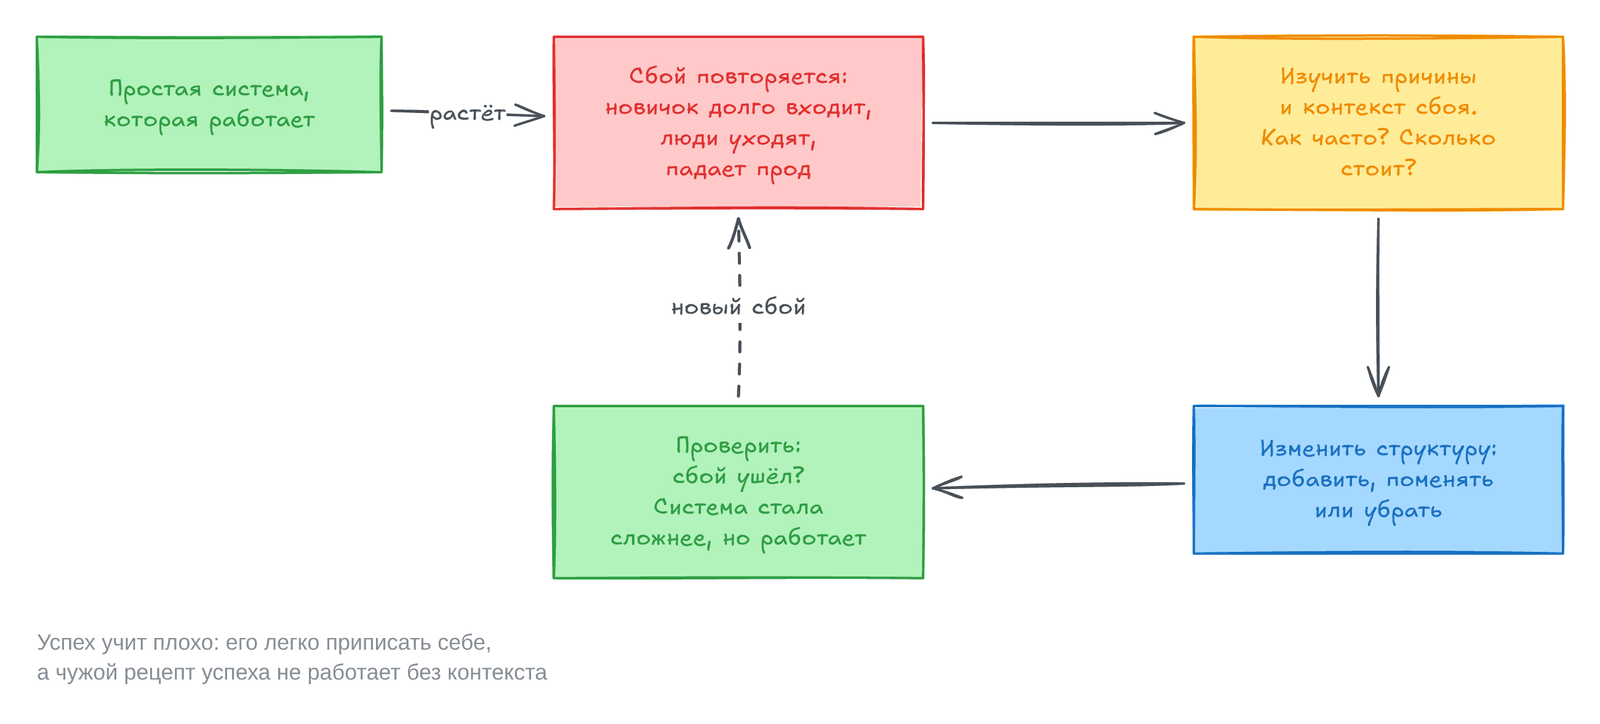 Простая система,
которая работает
растёт
Сбой повторяется:
новичок долго входит,
люди уходят,
падает прод
Изучить причины
и контекст сбоя.
Как часто? Сколько
стоит?
новый сбой
Проверить:
сбой ушёл?
Система стала
сложнее, но работает
Изменить структуру:
добавить, поменять
или убрать
Успех учит плохо: его легко приписать себе,
а чужой рецепт успеха не работает без контекста